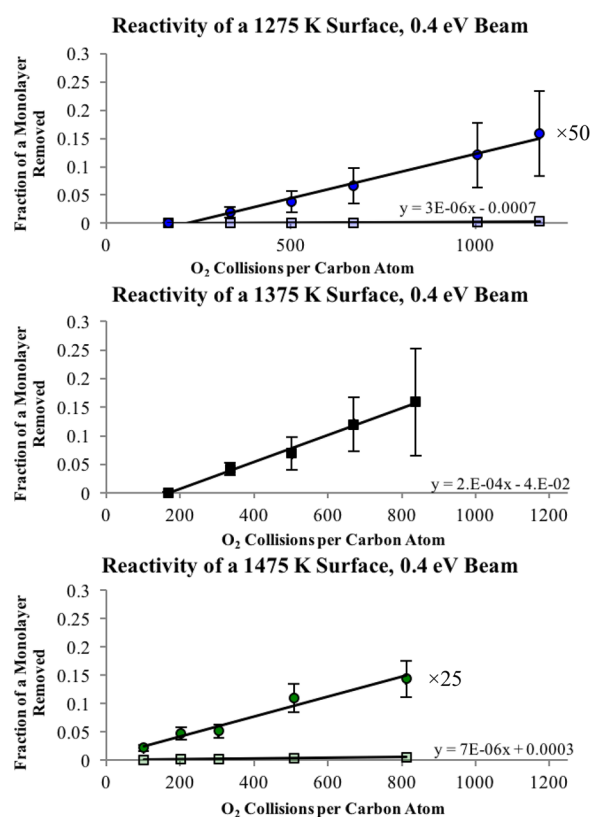 Reactivity of a 1275 K Surface, 0.4 eV Beam
Fraction of a Monolayer
Removed
0.3
0.25
0.2
0.15
0.1
0.05
0
×50
y = 3E-06x - 0.0007
0 500 1000
O₂ Collisions per Carbon Atom
Reactivity of a 1375 K Surface, 0.4 eV Beam
Fraction of a Monolayer
Removed
0.3
0.25
0.2
0.15
0.1
0.05
0
y = 2.E-04x - 4.E-02
0 200 400 600 800 1000 1200
O₂ Collisions per Carbon Atom
Reactivity of a 1475 K Surface, 0.4 eV Beam
Fraction of a Monolayer
Removed
0.3
0.25
0.2
0.15
0.1
0.05
0
×25
y = 7E-06x + 0.0003
0 200 400 600 800 1000 1200
O₂ Collisions per Carbon Atom